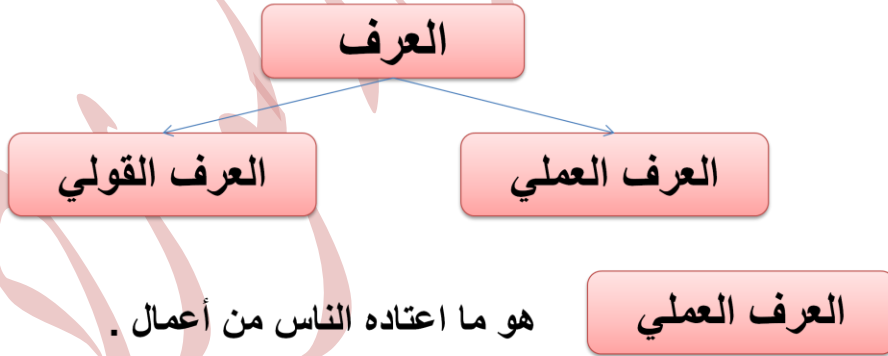 العرف
العرف العملي
العرف القولي
العرف العملي
هو ما اعتاده الناس من أعمال .